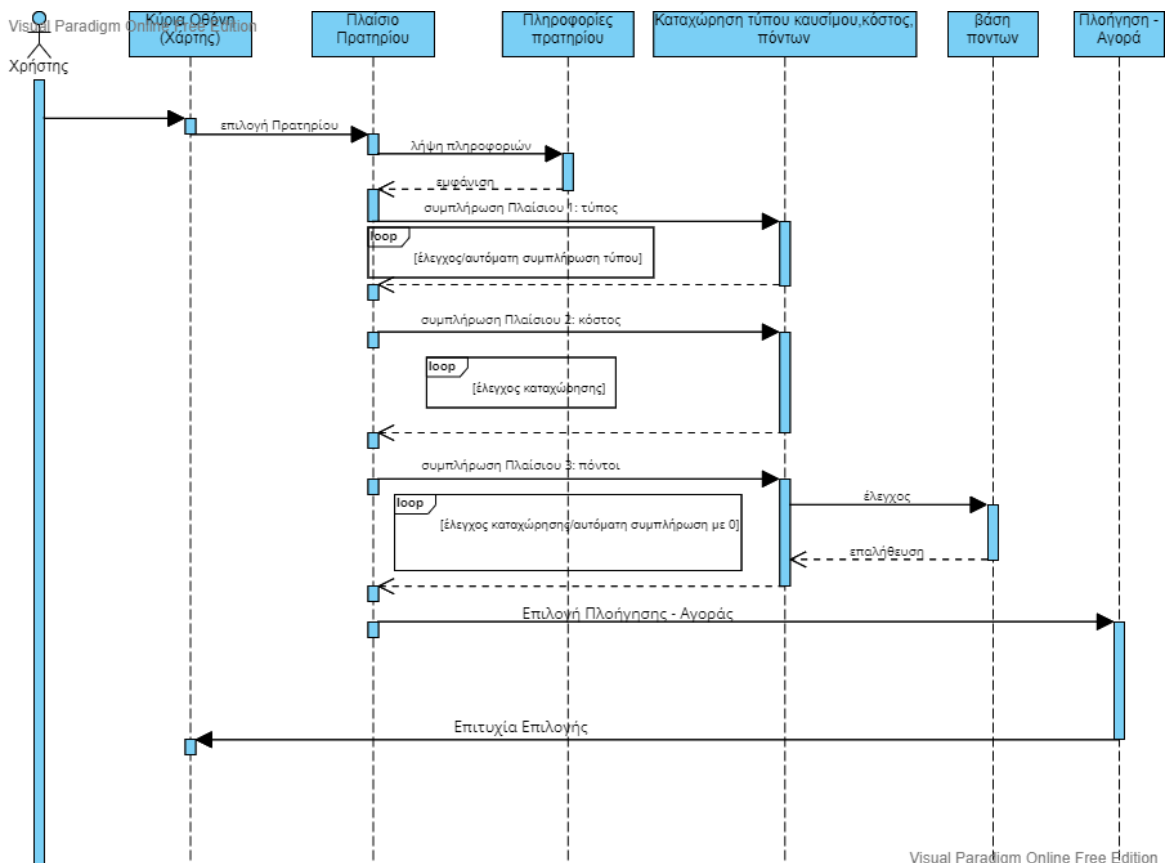 Visual Paradigm Online Free Edition
Χρήστης
Κύρια Οθόνη
(Χάρτης)
Πλαίσιο
Πρατηρίου
Πληροφορίες
πρατηρίου
Καταχώρηση τύπου καυσίμου,κόστος,
πόντων
βάση
ποντων
Πλοήγηση -
Αγορά
επιλογή Πρατηρίου
λήψη πληροφοριών
εμφάνιση
συμπλήρωση Πλαίσιου 1: τύπος
loop
[έλεγχος/αυτόματη συμπλήρωση τύπου]
συμπλήρωση Πλαίσιου 2: κόστος
loop
[έλεγχος καταχώρησης]
συμπλήρωση Πλαίσιου 3: πόντοι
loop
[έλεγχος καταχώρησης/αυτόματη συμπλήρωση με 0]
έλεγχος
επαλήθευση
Επιλογή Πλοήγησης - Αγοράς
Επιτυχία Επιλογής
Visual Paradigm Online Free Edition